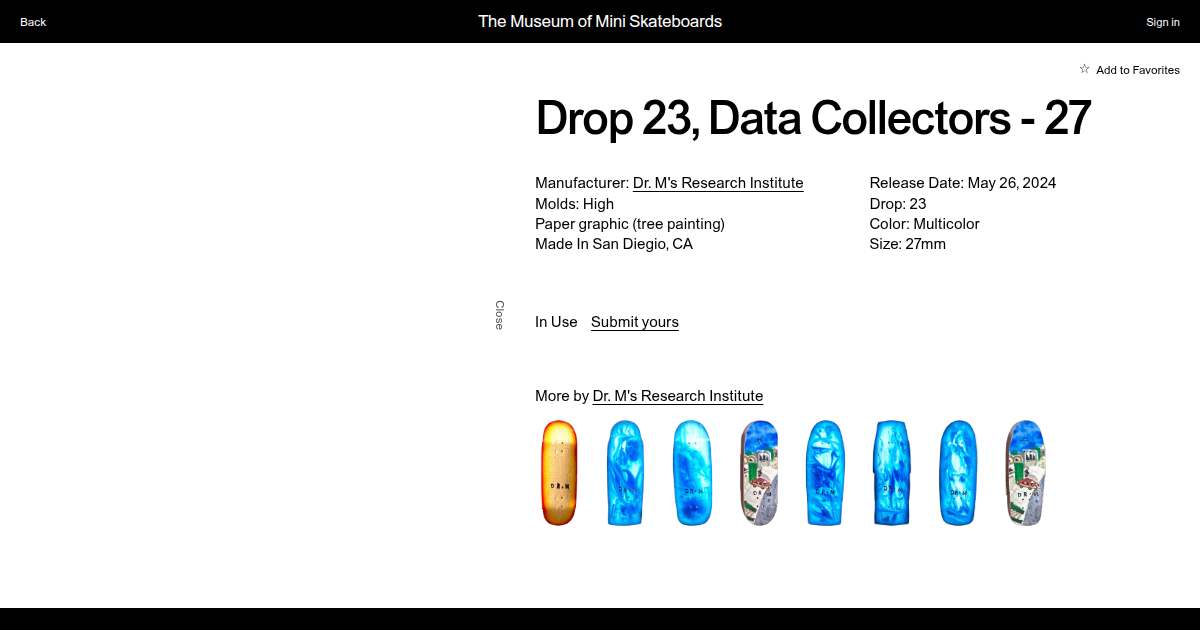 Back
The Museum of Mini Skateboards
Sign in
☆ Add to Favorites
Drop 23, Data Collectors - 27
Manufacturer: Dr. M's Research Institute
Molds: High
Paper graphic (tree painting)
Made In San Diegio, CA
Release Date: May 26, 2024
Drop: 23
Color: Multicolor
Size: 27mm
Close
In Use Submit yours
More by Dr. M's Research Institute